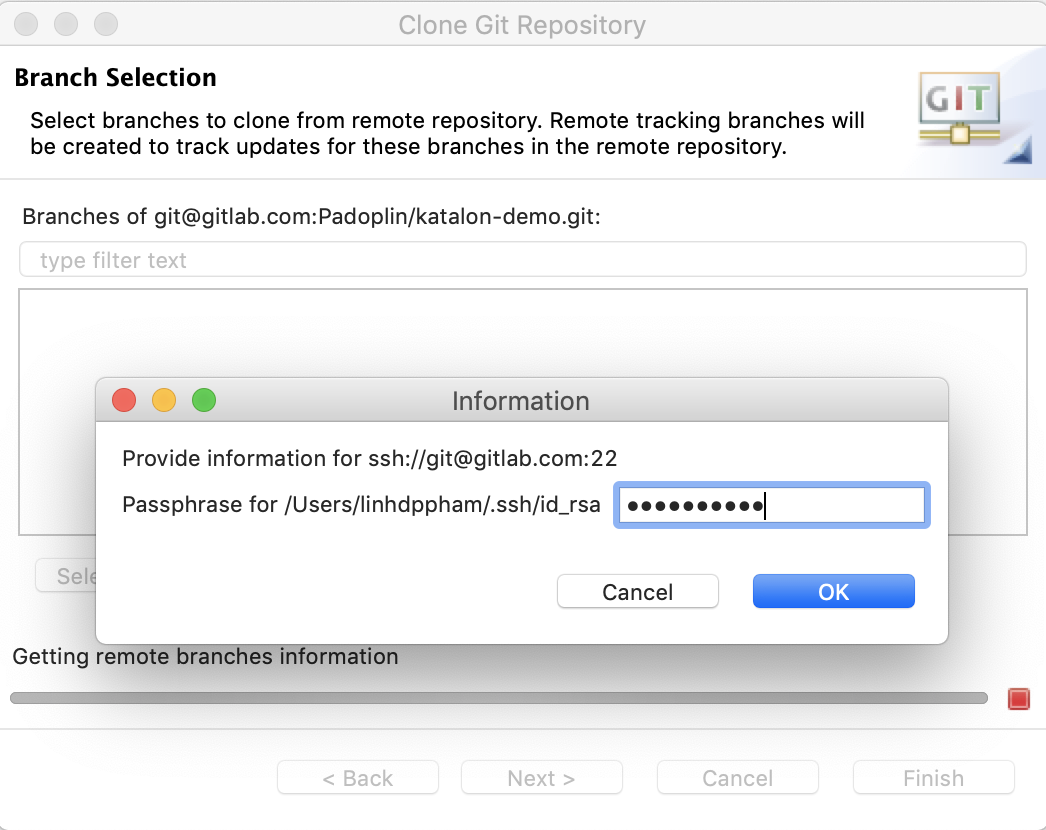 Clone Git Repository
Branch Selection
Select branches to clone from remote repository. Remote tracking branches will
be created to track updates for these branches in the remote repository.
GIT
Branches of git@gitlab.com:Padoplin/katalon-demo.git:
type filter text
Information
Provide information for ssh://git@gitlab.com:22
Passphrase for /Users/linhdppham/.ssh/id_rsa ••••••••••
Cancel
OK
Sele
Getting remote branches information
< Back
Next >
Cancel
Finish